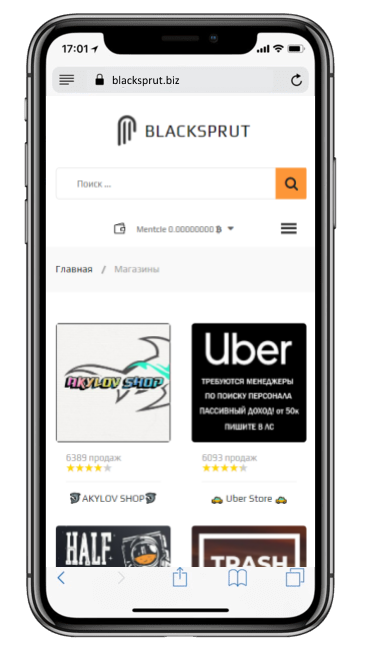 17:01
blacksprut.biz
BLACKSPRUT
Поиск ...
Mentcle 0.00000000 ฿
Главная / Магазины
AKYLOV SHOP
Uber
ТРЕБУЮТСЯ МЕНЕДЖЕРЫ
ПО ПОИСКУ ПЕРСОНАЛА
ПАССИВНЫЙ ДОХОД! от 50к
ПИШИТЕ В ЛС
6389 продаж
6093 продаж
AKYLOV SHOP
Uber Store
HALF
TRASH